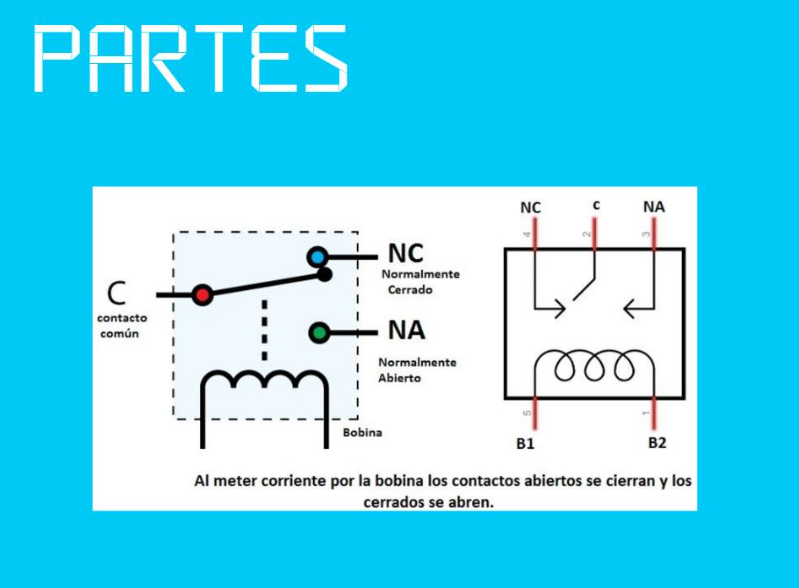 PARTES
NC
Normalmente
Cerrado
C
contacto
común
NA
Normalmente
Abierto
Bobina
NC c NA
4 2 3
5 1
B1 B2
Al meter corriente por la bobina los contactos abiertos se cierran y los
cerrados se abren.